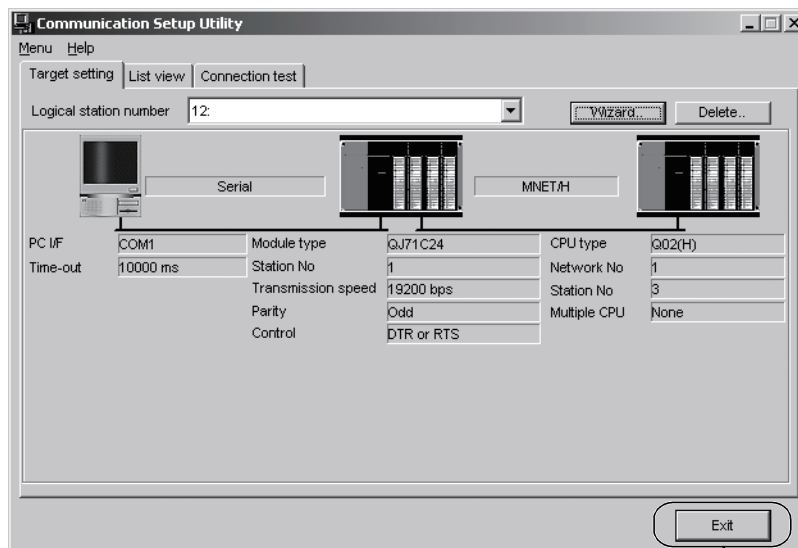 Communication Setup Utility
Menu Help
Target setting List view Connection test
Logical station number 12: Wizard.. Delete..
Serial MNET/H
PC I/F COM1 Module type QJ71C24 CPU type Q02(H)
Time-out 10000 ms Station No 1 Network No 1
Transmission speed 19200 bps Station No 3
Parity Odd Multiple CPU None
Control DTR or RTS
Exit